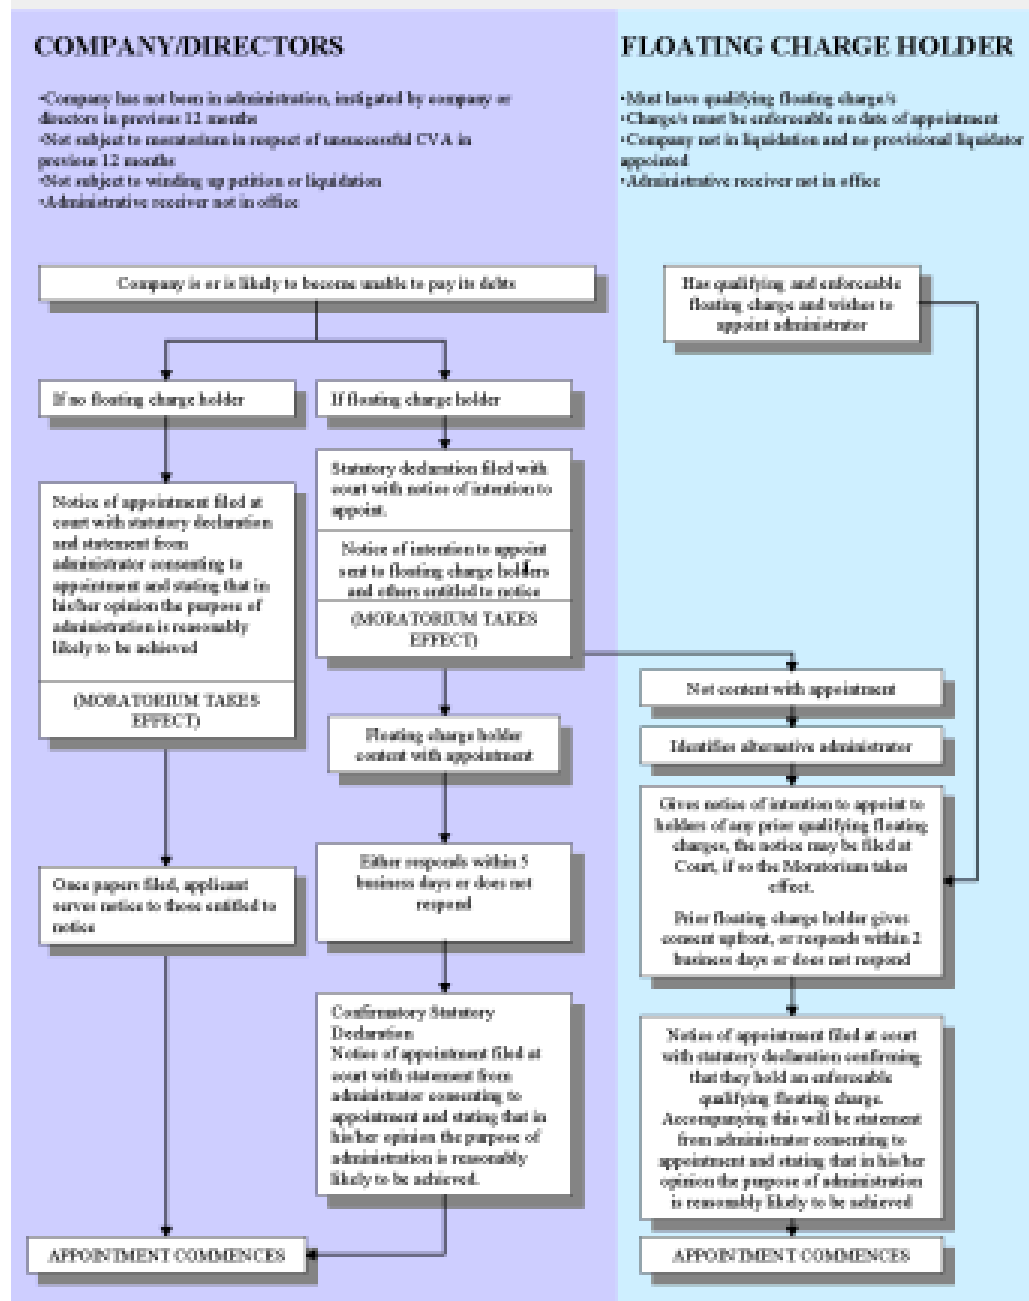 COMPANY/DIRECTORS
•Company has not been in administration, instigated by company or
directors in previous 12 months
•Not subject to moratorium in respect of unsuccessful CVA in
previous 12 months
•Not subject to winding up petition or liquidation
•Administrative receiver not in office
FLOATING CHARGE HOLDER
•Must have qualifying floating charge/s
•Charge/s must be enforceable on date of appointment
•Company not in liquidation and no provisional liquidator
appointed
•Administrative receiver not in office
Company is or is likely to become unable to pay its debts
If no floating charge holder
Notice of appointment filed at
court with statutory declaration
and statement from
administrator consenting to
appointment and stating that in
his/her opinion the purpose of
administration is reasonably
likely to be achieved
(MORATORIUM TAKES
EFFECT)
Once papers filed, applicant
serves notice to those entitled to
notice
If floating charge holder
Statutory declaration filed with
court with notice of intention to
appoint.
Notice of intention to appoint
sent to floating charge holders
and others entitled to notice
(MORATORIUM TAKES
EFFECT)
Floating charge holder
content with appointment
Either responds within 5
business days or does not
respond
Confirmatory Statutory
Declaration
Notice of appointment filed at
court with statement from
administrator consenting to
appointment and stating that in
his/her opinion the purpose of
administration is reasonably
likely to be achieved.
APPOINTMENT COMMENCES
Has qualifying and enforceable
floating charge and wishes to
appoint administrator
Not content with appointment
Identifies alternative administrator
Gives notice of intention to appoint to
holders of any prior qualifying floating
charges, the notice may be filed at
Court, if so the Moratorium takes
effect.
Prior floating charge holder gives
consent upfront, or responds within 2
business days or does not respond
Notice of appointment filed at court
with statutory declaration confirming
that they hold an enforceable
qualifying floating charge.
Accompanying this will be statement
from administrator consenting to
appointment and stating that in his/her
opinion the purpose of administration
is reasonably likely to be achieved
APPOINTMENT COMMENCES